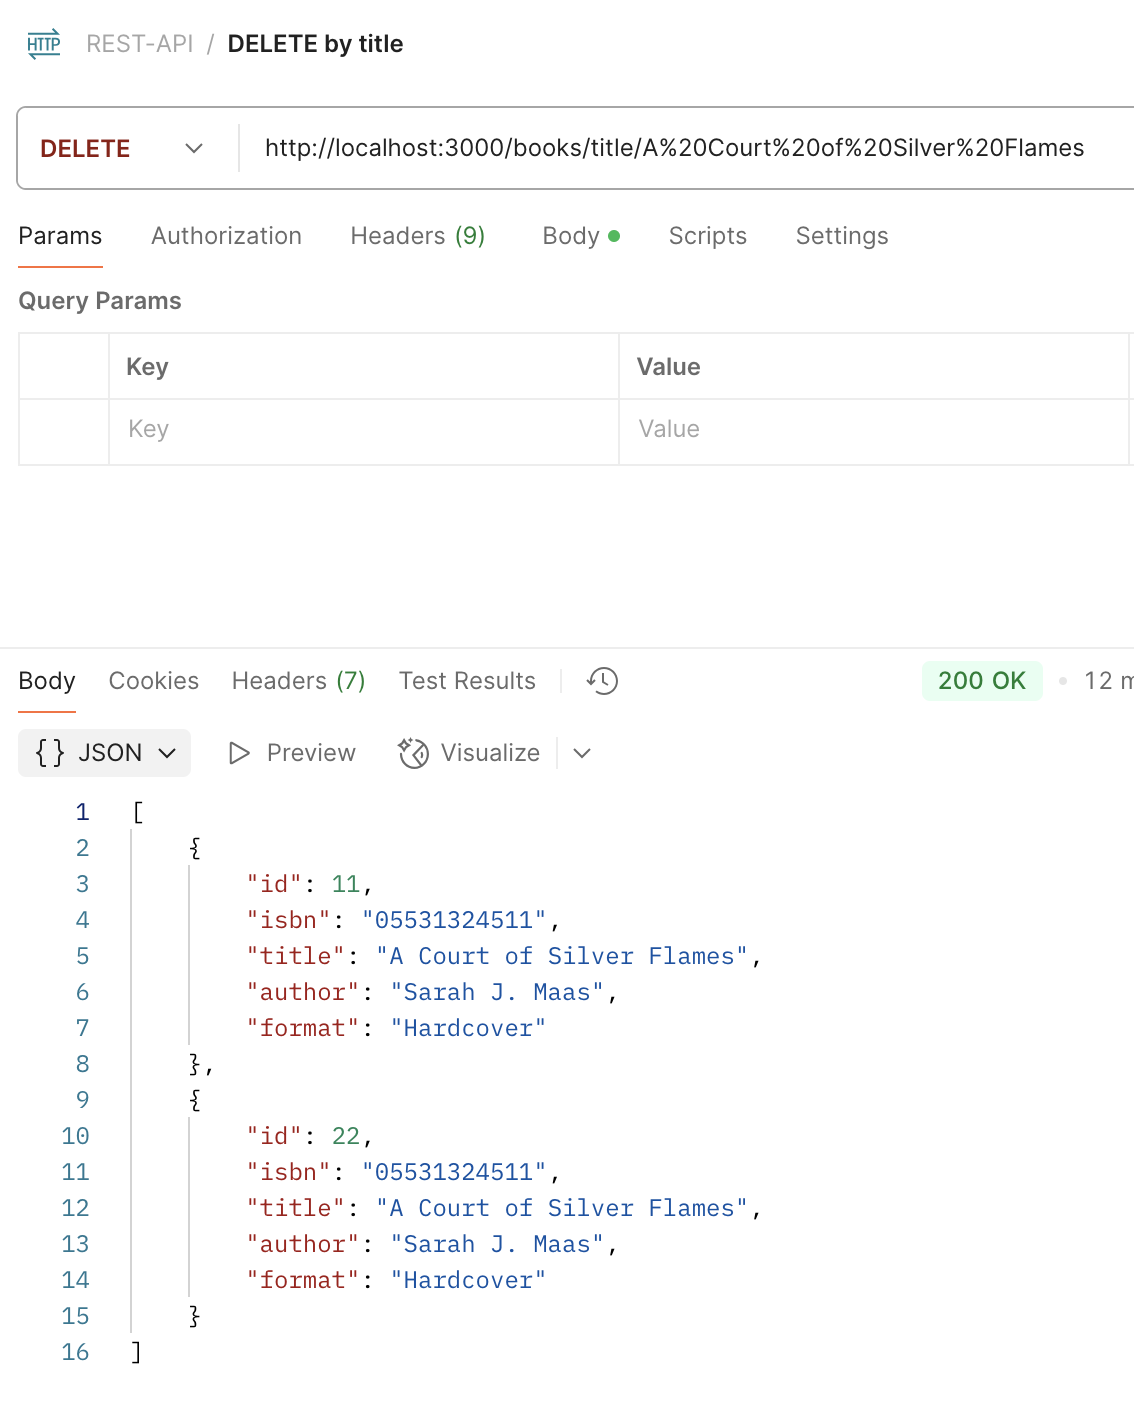 HTTP REST-API / DELETE by title
DELETE http://localhost:3000/books/title/A%20Court%20of%20Silver%20Flames
Params Authorization Headers (9) Body Scripts Settings
Query Params
Key Value
Key Value
Body Cookies Headers (7) Test Results 200 OK • 12 m
{} JSON Preview Visualize
1 [
2 {
3 "id": 11,
4 "isbn": "05531324511",
5 "title": "A Court of Silver Flames",
6 "author": "Sarah J. Maas",
7 "format": "Hardcover"
8 },
9 {
10 "id": 22,
11 "isbn": "05531324511",
12 "title": "A Court of Silver Flames",
13 "author": "Sarah J. Maas",
14 "format": "Hardcover"
15 }
16 ]